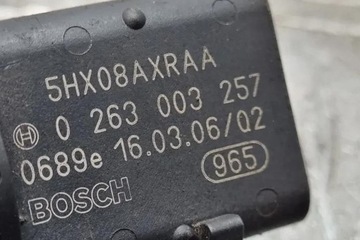 5HX08AXRAA
0 263 003 257
0689e 16.03.06/Q2
965
BOSCH